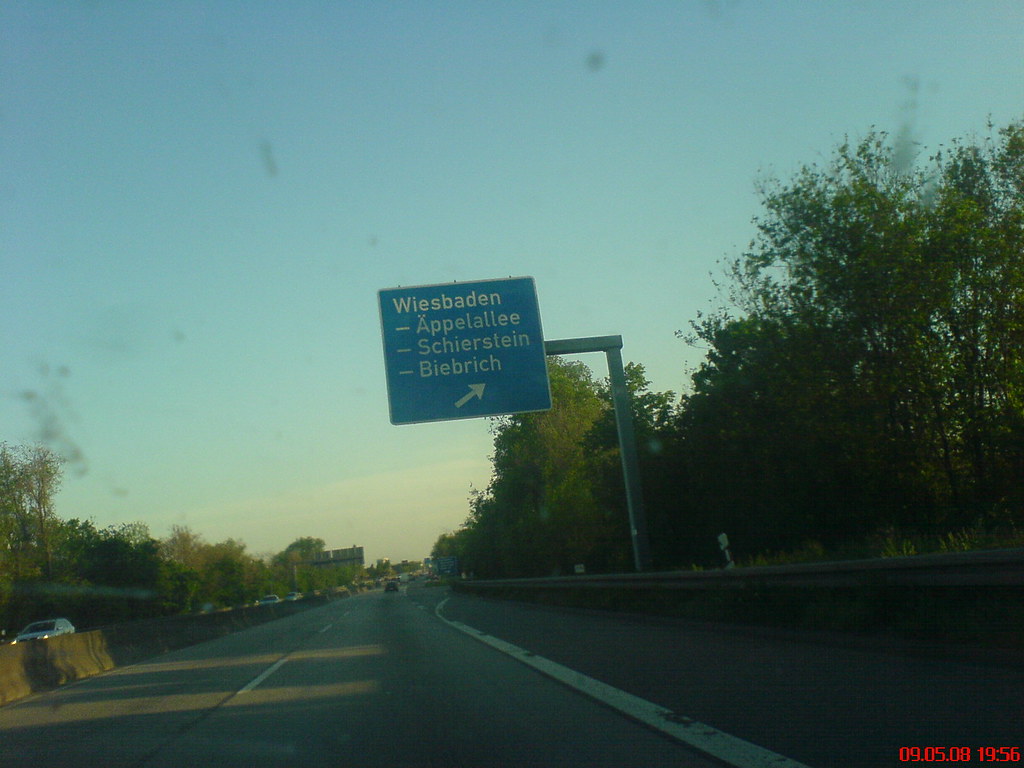 Wiesbaden
– Äppelallee
– Schierstein
– Biebrich
09.05.08 19:56